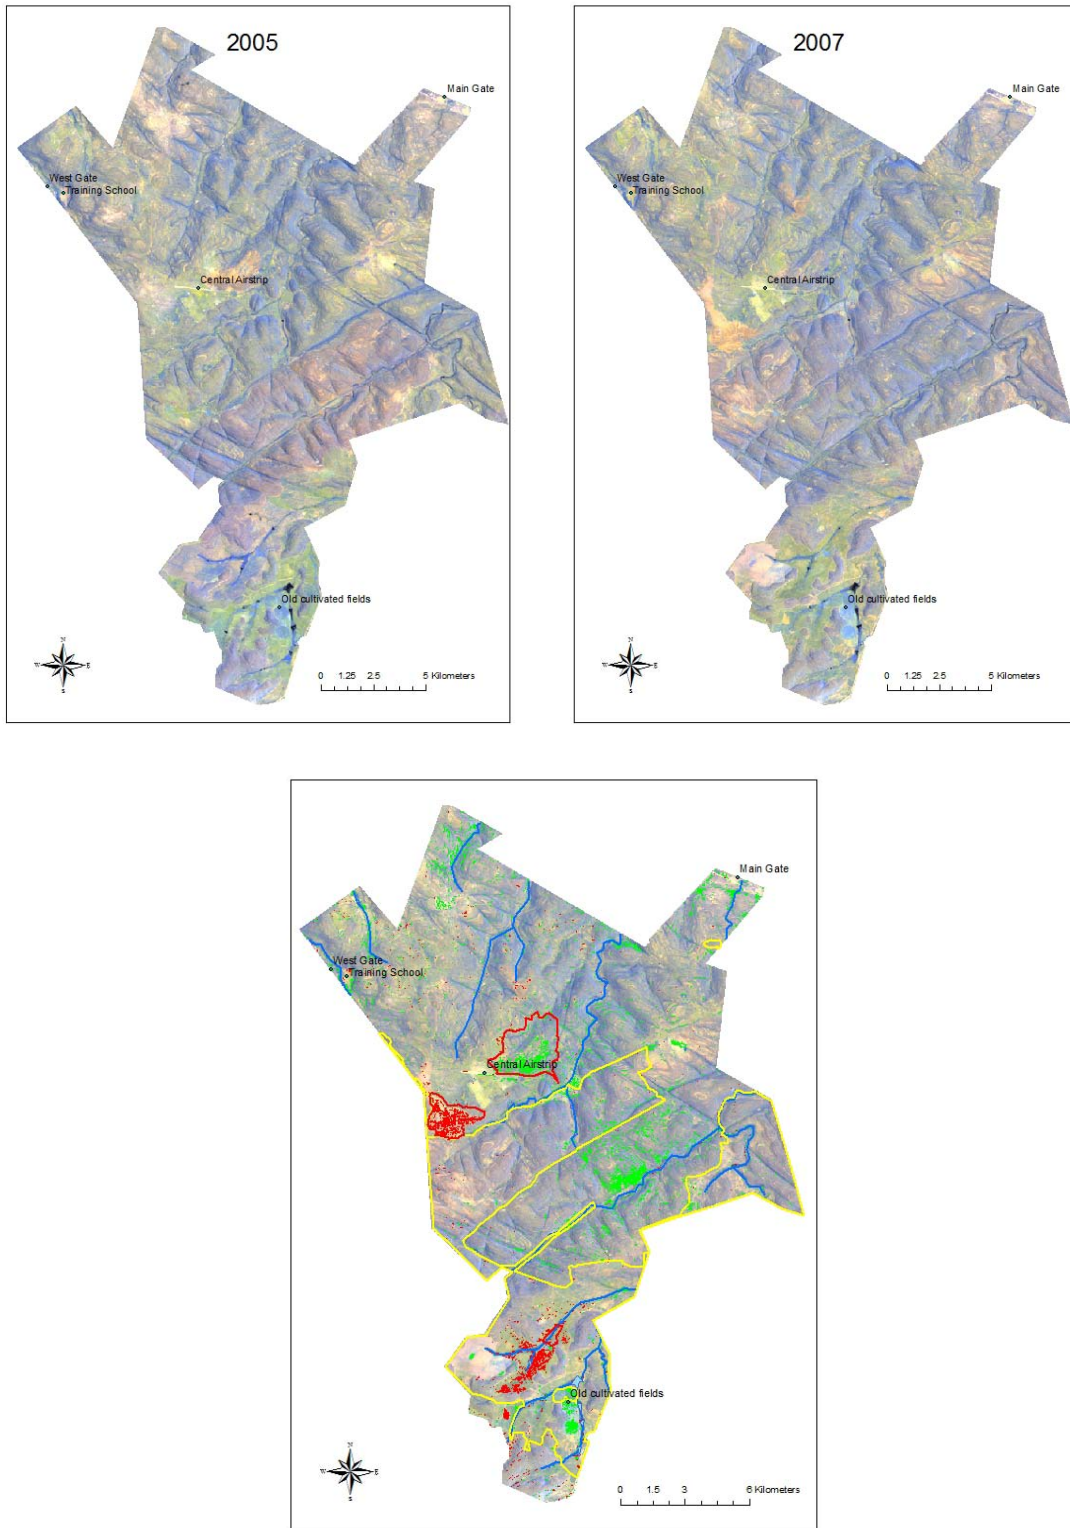 2005
Main Gate
West Gate
Training School
Central Airstrip
Old cultivated fields
N
W E
S
0 1.25 2.5 5 Kilometers
2007
Main Gate
West Gate
Training School
Central Airstrip
Old cultivated fields
N
W E
S
0 1.25 2.5 5 Kilometers
Main Gate
West Gate
Training School
Central Airstrip
Old cultivated fields
N
W E
S
0 1.5 3 6 Kilometers